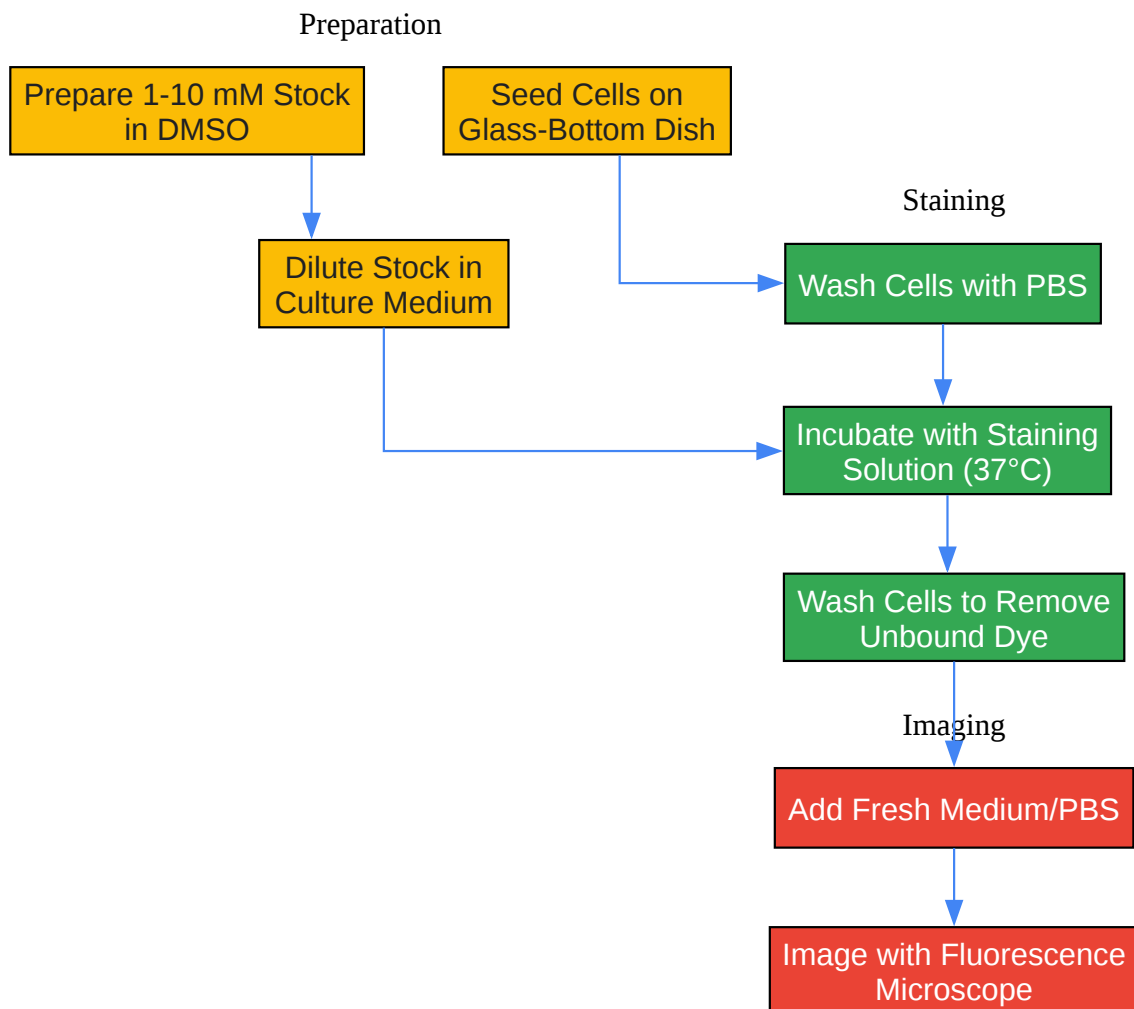 Preparation
Prepare 1-10 mM Stock
in DMSO
Seed Cells on
Glass-Bottom Dish
Dilute Stock in
Culture Medium
Staining
Wash Cells with PBS
Incubate with Staining
Solution (37°C)
Wash Cells to Remove
Unbound Dye
Imaging
Add Fresh Medium/PBS
Image with Fluorescence
Microscope